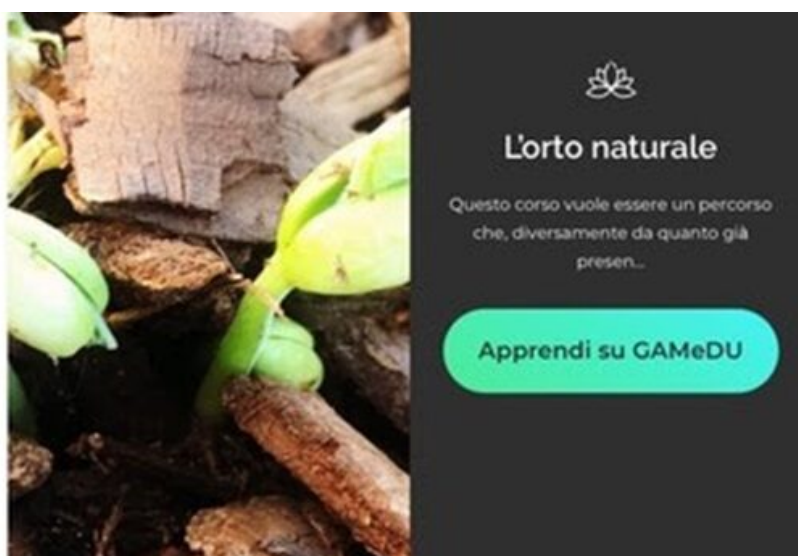 L'orto naturale
Questo corso vuole essere un percorso
che, diversamente da quanto già
presen...
Apprendi su GAMeDU